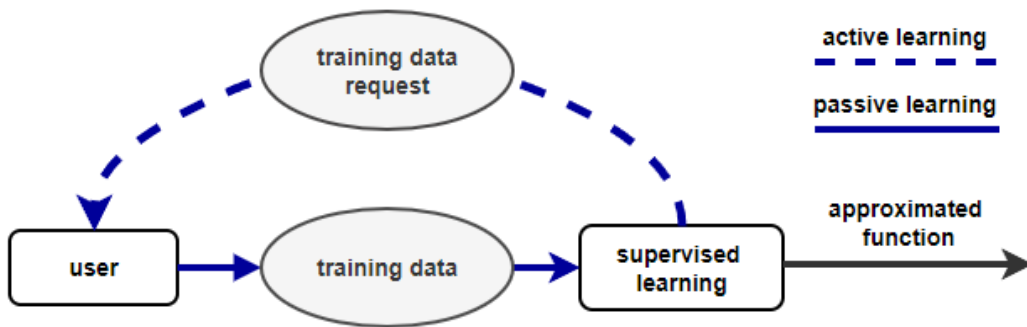 training data
request
active learning
passive learning
approximated
function
user
training data
supervised
learning